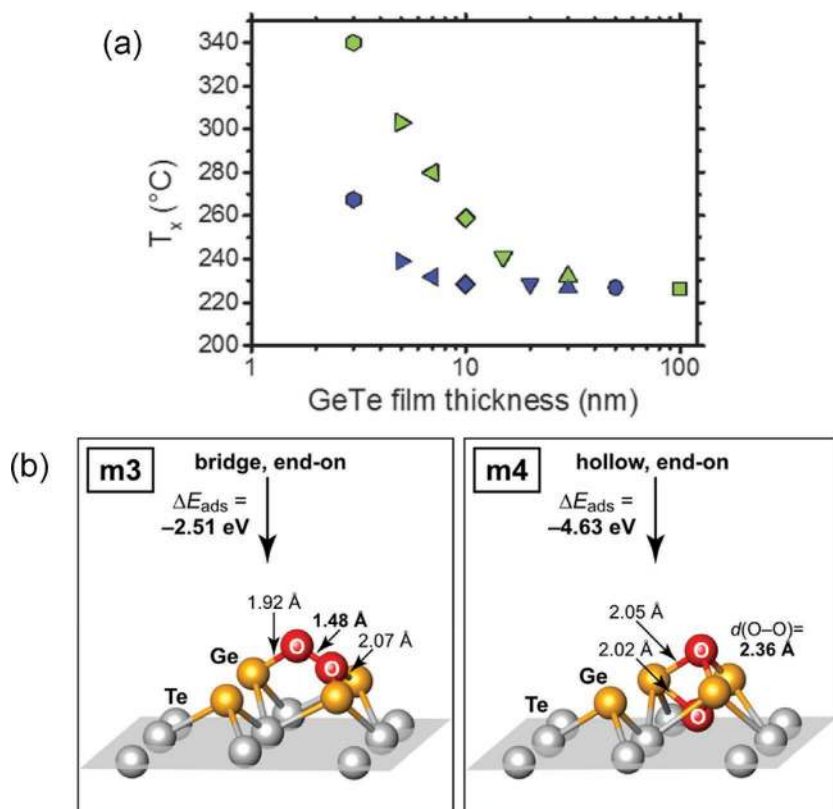 (a)
340
320
300
280
260
240
220
200
Tₓ (°C)
1
10
100
GeTe film thickness (nm)
(b)
m3
bridge, end-on
ΔE_ads =
–2.51 eV
1.92 Å
1.48 Å
2.07 Å
Ge
O
O
Te
m4
hollow, end-on
ΔE_ads =
–4.63 eV
2.05 Å
d(O–O)=
2.36 Å
2.02 Å
Ge
O
O
Te